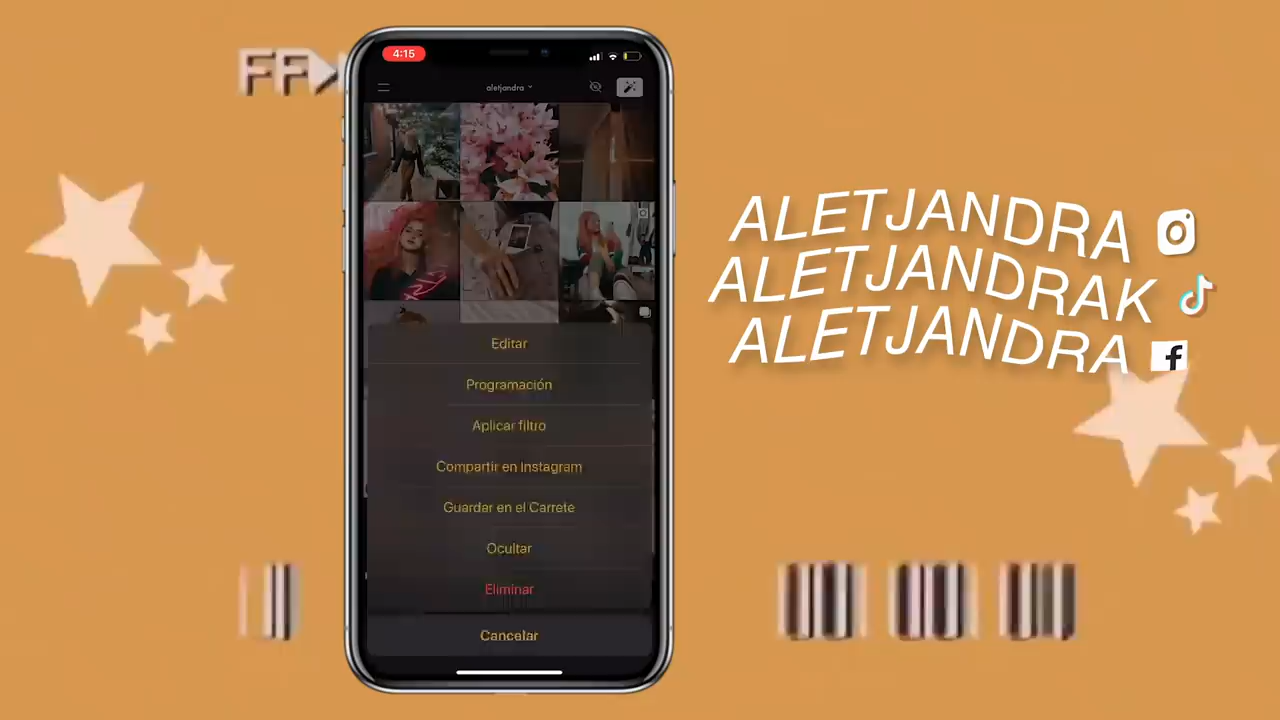 FF
4:15
aletjandra
Editar
Programación
Aplicar filtro
Compartir en Instagram
Guardar en el Carrete
Ocultar
Eliminar
Cancelar
ALETJANDRA
ALETJANDRAK
ALETJANDRA